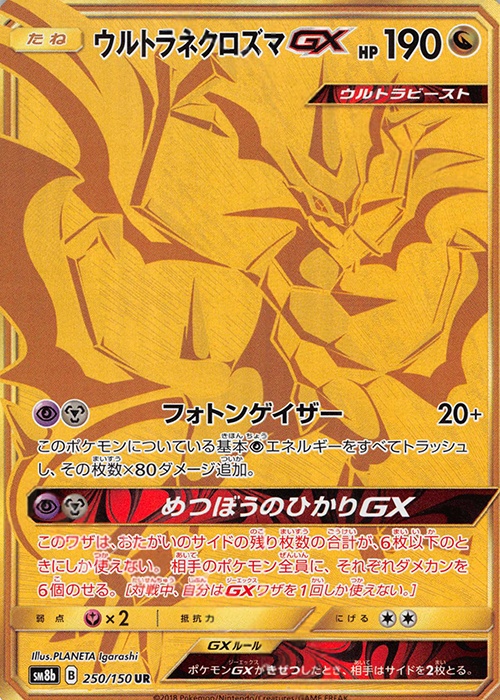 たね ウルトラネクロズマGX HP 190
ウルトラビースト
フォトンゲイザー 20+
このポケモンについている基本エネルギーをすべてトラッシュ
し、その枚数×80ダメージ追加。
めつぼうのひかりGX
このワザは、おたがいのサイドの残り枚数の合計が、6枚以下のと
きにしか使えない。相手のポケモン全員に、それぞれダメカンを
6個のせる。[対戦中、自分はGXワザを1回しか使えない。]
弱点 ×2 抵抗力 にげる
Illus.PLANETA Igarashi GXルール
SM8b B 250/150 UR ポケモンGXがきぜつしたとき、相手はサイドを2枚とる。
©2018 Pokémon/Nintendo/Creatures/GAME FREAK.